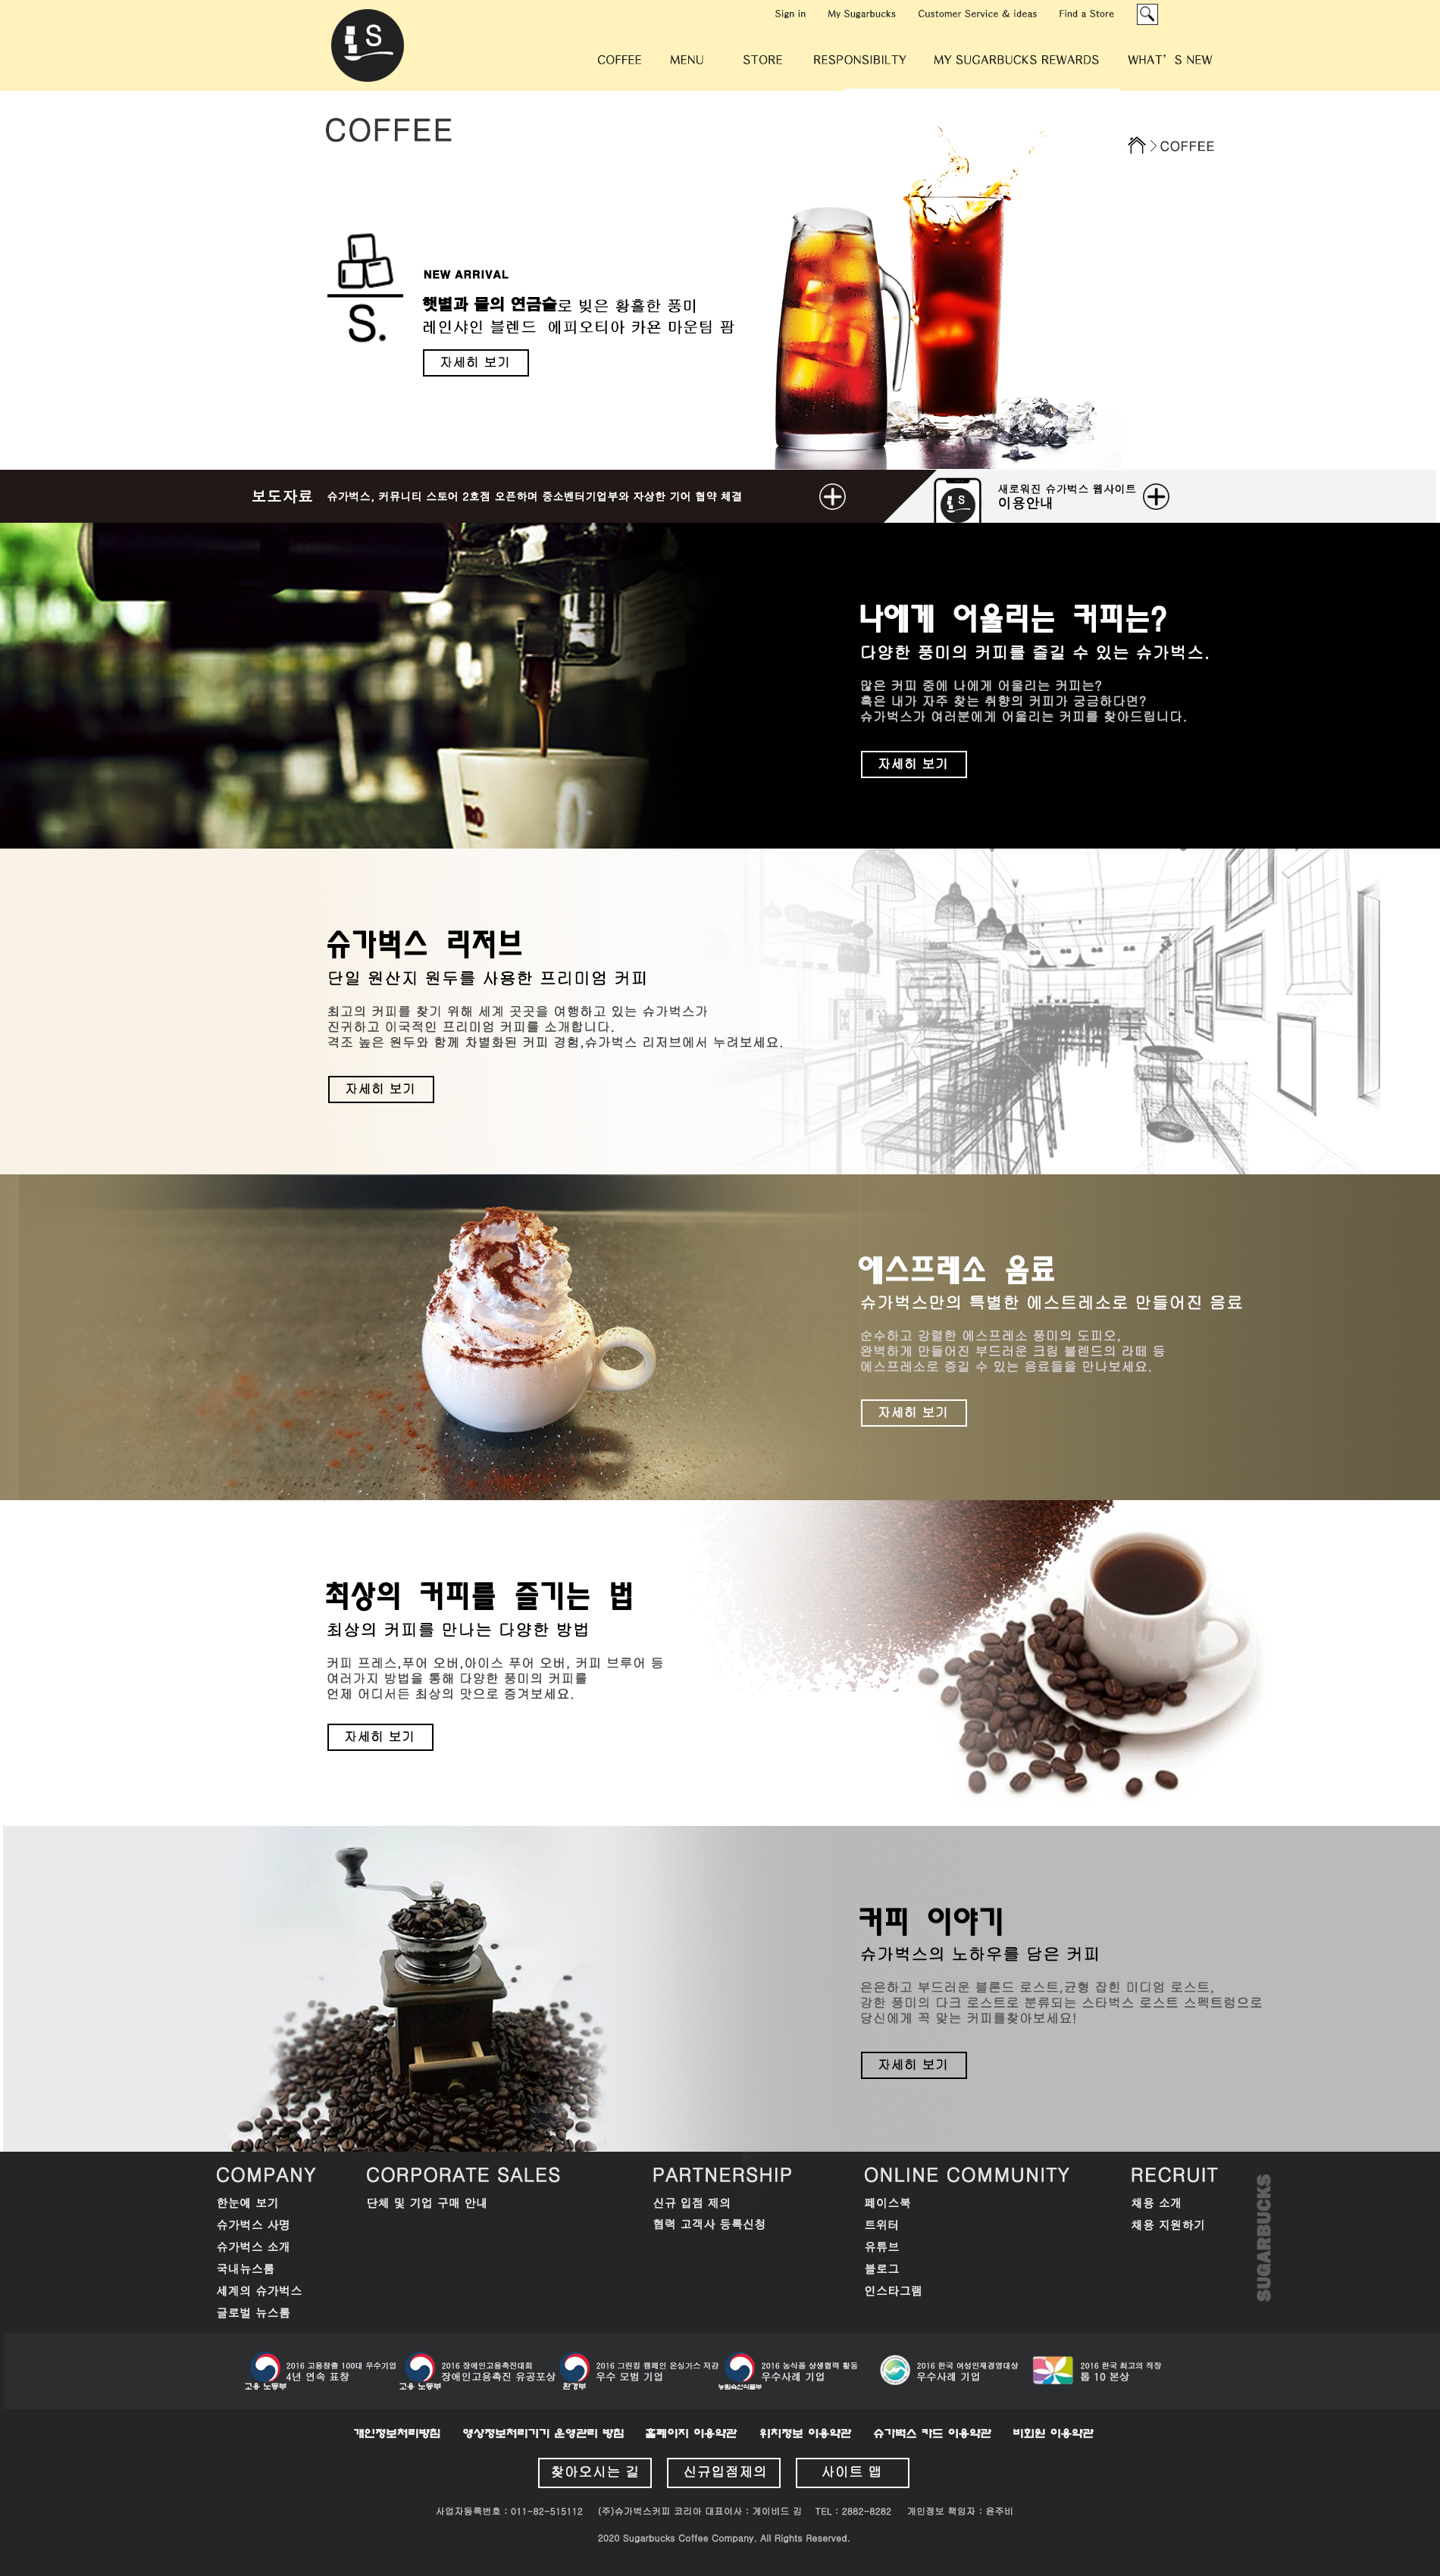 S
Sign in My Sugarbucks Customer Service & ideas Find a Store
COFFEE MENU STORE RESPONSIBILTY MY SUGARBUCKS REWARDS WHAT'S NEW
COFFEE
COFFEE
S.
NEW ARRIVAL
햇볕과 물의 연금술로 빚은 황홀한 풍미
레인샤인 블렌드 에피오티아 카욘 마운팀 팜
자세히 보기
보도자료 슈가벅스, 커뮤니티 스토어 2호점 오픈하며 중소벤터기업부와 자상한 기어 협약 체결
S
새로워진 슈가벅스 웹사이트
이용안내
나에게 어울리는 커피는?
다양한 풍미의 커피를 즐길 수 있는 슈가벅스.
많은 커피 중에 나에게 어울리는 커피는?
혹은 내가 자주 찾는 취향의 커피가 궁금하다면?
슈가벅스가 여러분에게 어울리는 커피를 찾아드립니다.
자세히 보기
슈가벅스 리저브
단일 원산지 원두를 사용한 프리미엄 커피
최고의 커피를 찾기 위해 세계 곳곳을 여행하고 있는 슈가벅스가
진귀하고 이국적인 프리미엄 커피를 소개합니다.
격조 높은 원두와 함께 차별화된 커피 경험,슈가벅스 리저브에서 누려보세요.
자세히 보기
에스프레소 음료
슈가벅스만의 특별한 에스트레소로 만들어진 음료
순수하고 강렬한 에스프레소 풍미의 도피오,
완벽하게 만들어진 부드러운 크림 블렌드의 라떼 등
에스프레소로 증길 수 있는 음료들을 만나보세요.
자세히 보기
최상의 커피를 즐기는 법
최상의 커피를 만나는 다양한 방법
커피 프레스,푸어 오버,아이스 푸어 오버, 커피 브루어 등
여러가지 방법을 통해 다양한 풍미의 커피를
언제 어디서든 최상의 맛으로 증겨보세요.
자세히 보기
커피 이야기
슈가벅스의 노하우를 담은 커피
은은하고 부드러운 블론드 로스트,균형 잡힌 미디엄 로스트,
강한 풍미의 다크 로스트로 분류되는 스타벅스 로스트 스펙트럼으로
당신에게 꼭 맞는 커피를찾아보세요!
자세히 보기
COMPANY CORPORATE SALES PARTNERSHIP ONLINE COMMUNITY RECRUIT
한눈에 보기 단체 및 기업 구매 안내 신규 입점 제의 페이스북 채용 소개
슈가벅스 사명 협력 고객사 등록신청 트위터 채용 지원하기
슈가벅스 소개 유튜브
국내뉴스룸 블로그
세계의 슈가벅스 인스타그램
글로벌 뉴스룸
SUGARBUCKS
2016 고용창출 100대 우수기업 2016 장애인고용촉진대회 2016 그린캉 캠페인 온싱가스 저감 2016 농식품 상생협력 활동 2016 한국 여성인재경영대상 2016 한국 최고의 직장
4년 연속 표창 장애인고용촉진 유공포상 우수 모범 기업 우수사례 기업 우수사례 기업 톱 10 본상
고용 노동부 고용 노동부 환경부 농림축산식품부
개인정보처리방침 영상정보처리기기 운영관리 방침 홈페이지 이용약관 위치정보 이용약관 슈가벅스 카드 이용약관 비회원 이용약관
찾아오시는 길 신규입점제의 사이트 맵
사업자등록번호 : 011-82-515112 (주)슈가벅스커피 코리아 대표이사 : 게이비드 김 TEL : 2882-8282 개인정보 책임자 : 윤주비
2020 Sugarbucks Coffee Company. All Rights Reserved.